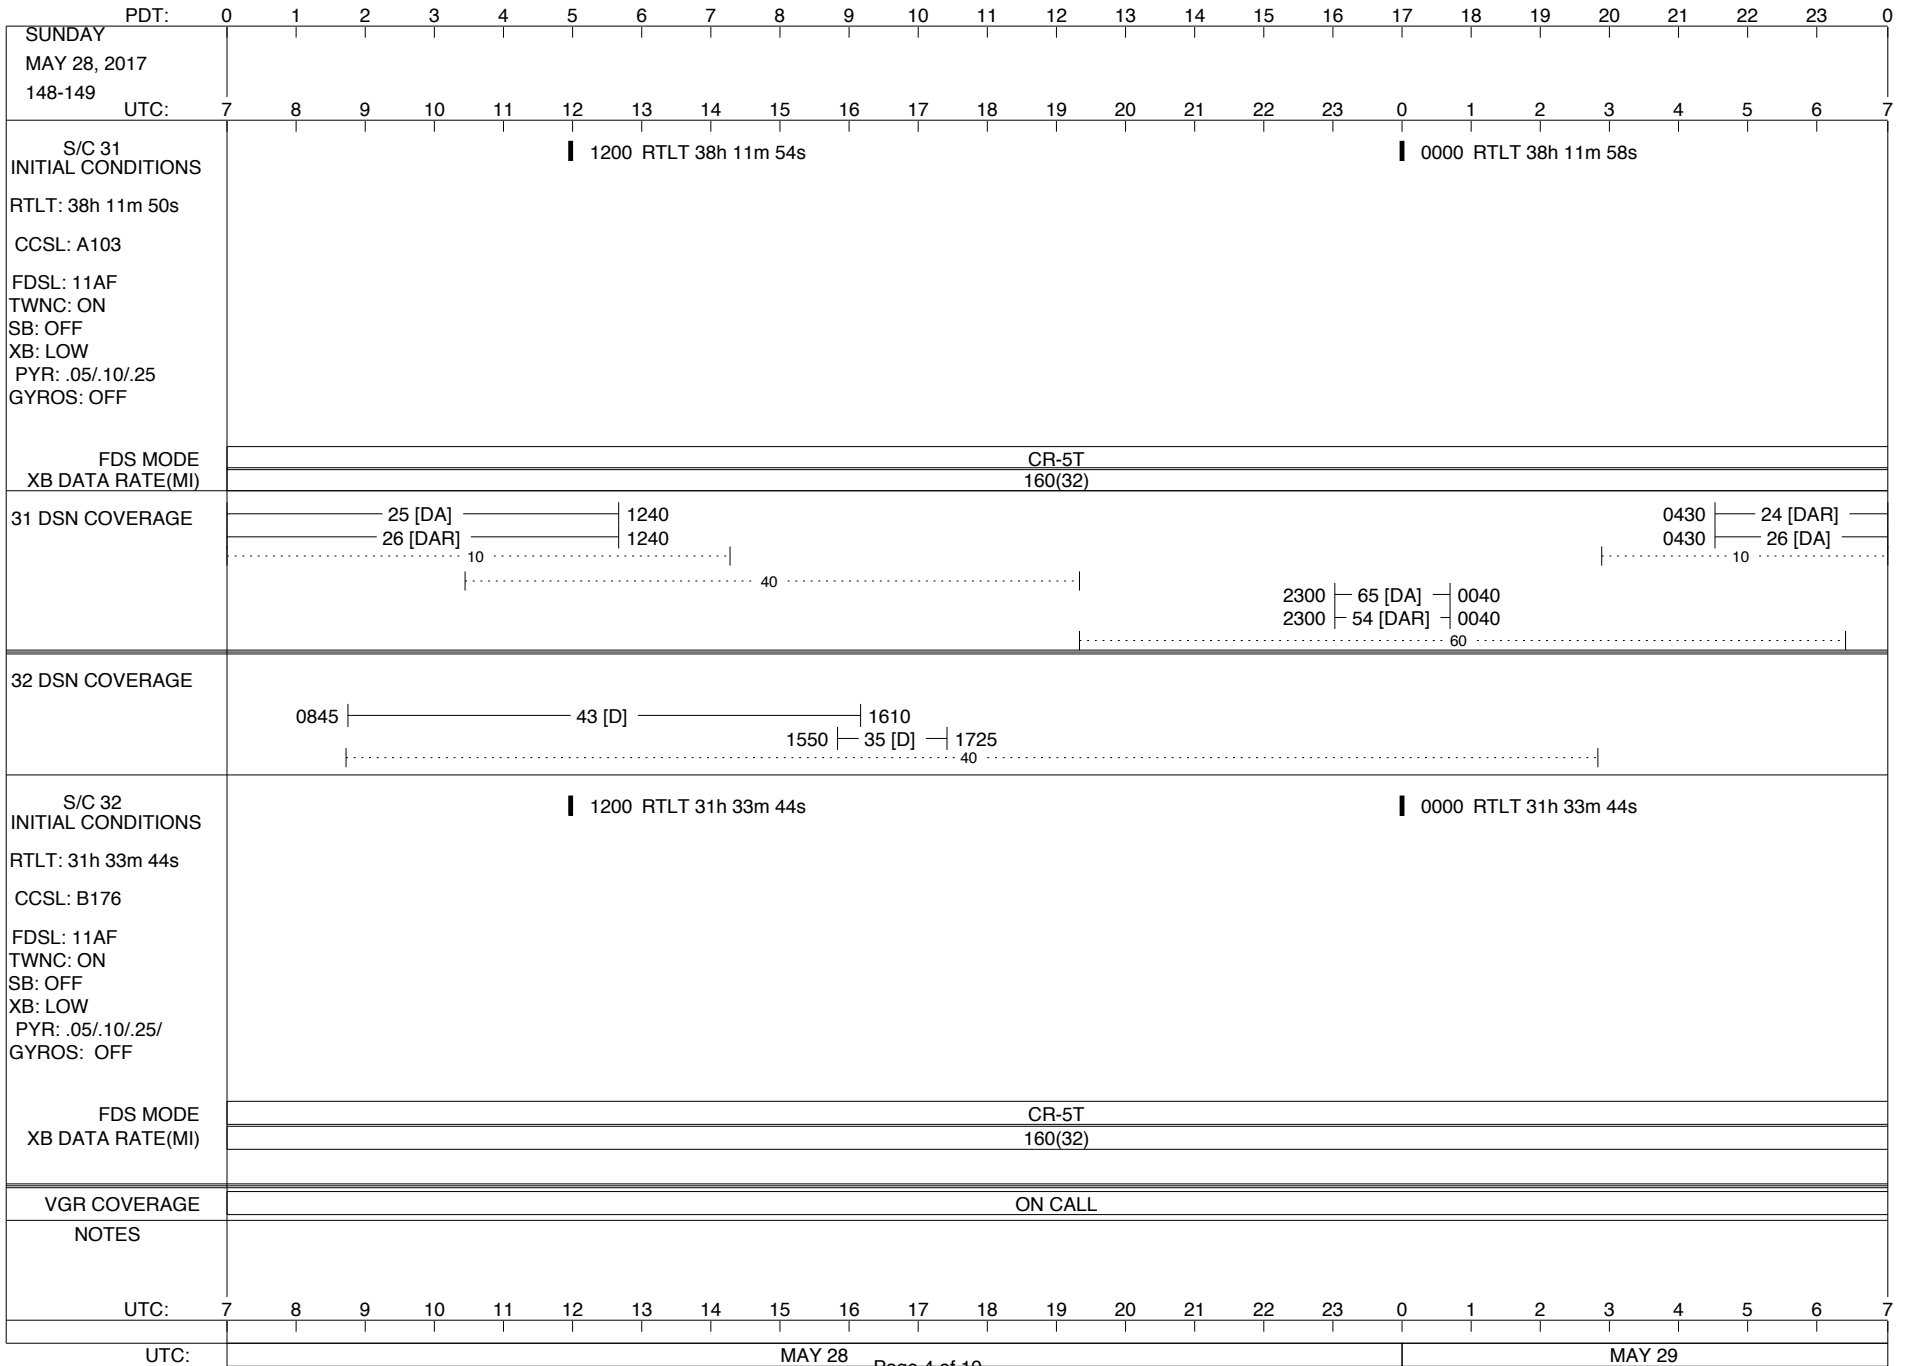 PDT: 0 1 2 3 4 5 6 7 8 9 10 11 12 13 14 15 16 17 18 19 20 21 22 23 0
SUNDAY
MAY 28, 2017
148-149
UTC: 7 8 9 10 11 12 13 14 15 16 17 18 19 20 21 22 23 0 1 2 3 4 5 6 7
S/C 31
INITIAL CONDITIONS
1200 RTLT 38h 11m 54s
0000 RTLT 38h 11m 58s
RTLT: 38h 11m 50s
CCSL: A103
FDSL: 11AF
TWNC: ON
SB: OFF
XB: LOW
PYR: .05/.10/.25
GYROS: OFF
FDS MODE CR-5T
XB DATA RATE(MI) 160(32)
31 DSN COVERAGE
25 [DA] 1240 0430 24 [DAR]
26 [DAR] 1240 0430 26 [DA]
10 10
40
2300 65 [DA] 0040
2300 54 [DAR] 0040
60
32 DSN COVERAGE
0845 43 [D] 1610
1550 35 [D] 1725
40
S/C 32
INITIAL CONDITIONS
1200 RTLT 31h 33m 44s
0000 RTLT 31h 33m 44s
RTLT: 31h 33m 44s
CCSL: B176
FDSL: 11AF
TWNC: ON
SB: OFF
XB: LOW
PYR: .05/.10/.25/
GYROS: OFF
FDS MODE CR-5T
XB DATA RATE(MI) 160(32)
VGR COVERAGE ON CALL
NOTES
UTC: 7 8 9 10 11 12 13 14 15 16 17 18 19 20 21 22 23 0 1 2 3 4 5 6 7
UTC: MAY 28 MAY 29
Page 4 of 19